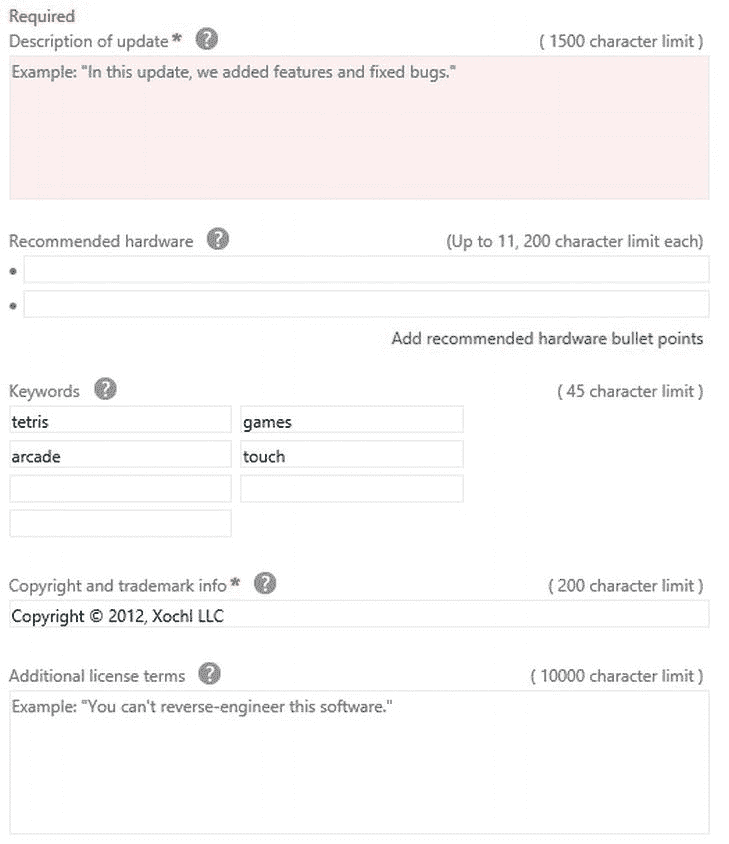 Required
Description of update * ? ( 1500 character limit )
Example: "In this update, we added features and fixed bugs."
Recommended hardware ? (Up to 11, 200 character limit each)
Add recommended hardware bullet points
Keywords ? ( 45 character limit )
tetris games
arcade touch
Copyright and trademark info * ? ( 200 character limit )
Copyright © 2012, Xochl LLC
Additional license terms ? ( 10000 character limit )
Example: "You can't reverse-engineer this software."